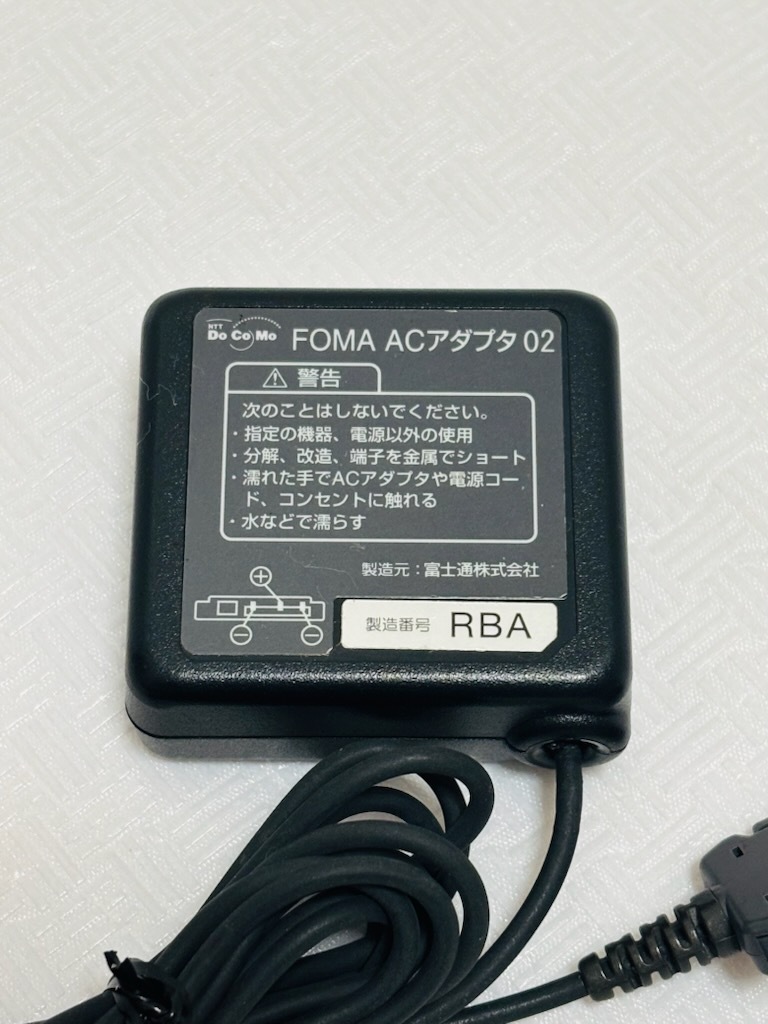 NTT
DoCoMo
FOMA ACアダプタ 02
警告
次のことはしないでください。
・指定の機器、電源以外の使用
・分解、改造、端子を金属でショート
・濡れた手でACアダプタや電源コー
ド、コンセントに触れる
・水などで濡らす
製造元：富士通株式会社
製造番号 RBA